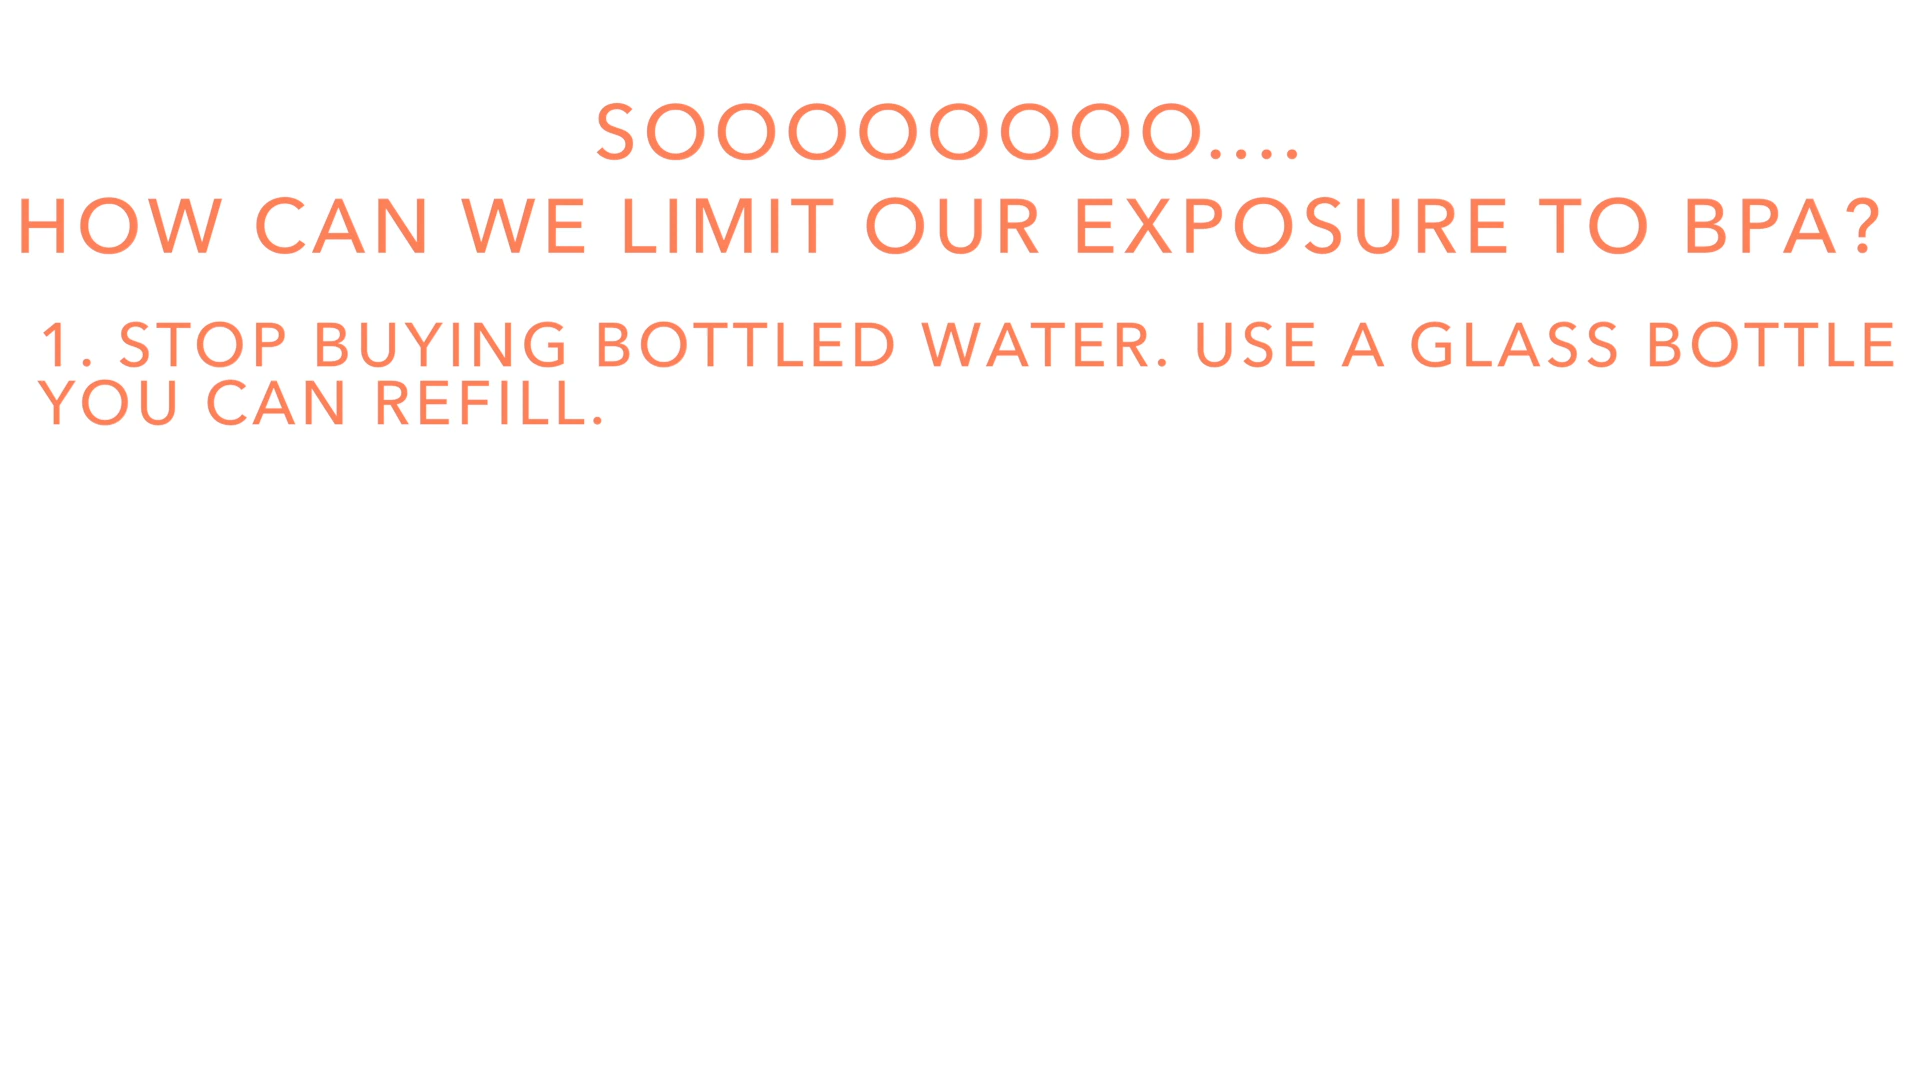 SOOOOOOOO....
HOW CAN WE LIMIT OUR EXPOSURE TO BPA?
1. STOP BUYING BOTTLED WATER. USE A GLASS BOTTLE
YOU CAN REFILL.